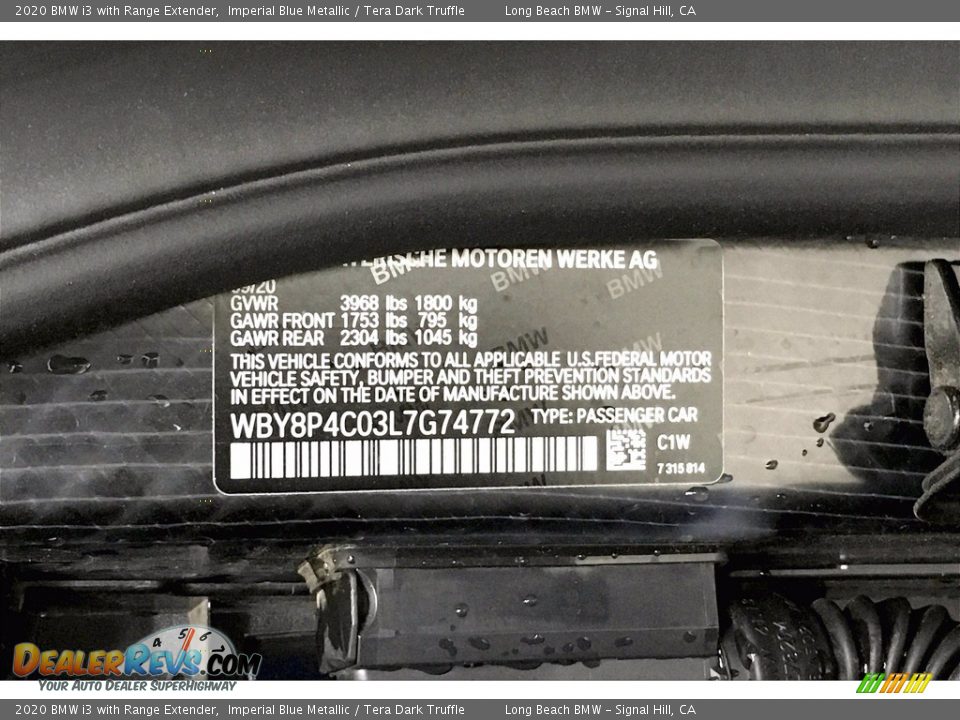 2020 BMW i3 with Range Extender,  Imperial Blue Metallic / Tera Dark Truffle    Long Beach BMW - Signal Hill, CA
MOTOREN WERKE AG
GVWR 3968 lbs 1800 kg
GAWR FRONT 1753 lbs 795 kg
GAWR REAR 2304 lbs 1045 kg
THIS VEHICLE CONFORMS TO ALL APPLICABLE U.S.FEDERAL MOTOR
VEHICLE SAFETY, BUMPER AND THEFT PREVENTION STANDARDS
IN EFFECT ON THE DATE OF MANUFACTURE SHOWN ABOVE.
WBY8P4C03L7G74772 TYPE: PASSENGER CAR
C1W
7 315 814
4 5 6
DealerRevs.com
Your Auto Dealer SuperHighway
2020 BMW i3 with Range Extender,  Imperial Blue Metallic / Tera Dark Truffle    Long Beach BMW - Signal Hill, CA